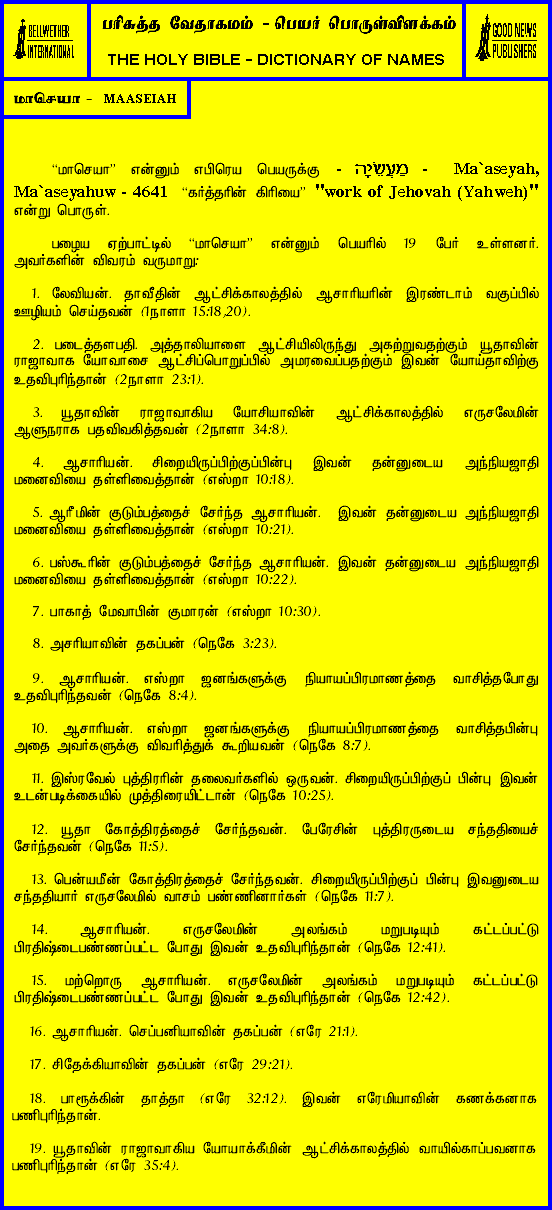 BELLWETHER
INTERNATIONAL
பரிசுத்த வேதாகமம் - பெயர் பொருள்விளக்கம்
THE HOLY BIBLE - DICTIONARY OF NAMES
GOOD NEWS
PUBLISHERS
மாசெயா - MAASEIAH
“மாசெயா” என்னும் எபிரெய பெயருக்கு - מַעֲשֵׂיָה - Ma`aseyah,
Ma`aseyahuw - 4641 “கர்த்தரின் கிரியை” "work of Jehovah (Yahweh)"
என்று பொருள்.
பழைய ஏற்பாட்டில் “மாசெயா” என்னும் பெயரில் 19 பேர் உள்ளனர்.
அவர்களின் விவரம் வருமாறு:
1. லேவியன். தாவீதின் ஆட்சிக்காலத்தில் ஆசாரியரின் இரண்டாம் வகுப்பில்
ஊழியம் செய்தவன் (1நாளா 15:18,20).
2. படைத்தளபதி. அத்தாலியாளை ஆட்சியிலிருந்து அகற்றுவதற்கும் யூதாவின்
ராஜாவாக யோவாசை ஆட்சிப்பொறுப்பில் அமரவைப்பதற்கும் இவன் யோய்தாவிற்கு
உதவிபுரிந்தான் (2நாளா 23:1).
3. யூதாவின் ராஜாவாகிய யோசியாவின் ஆட்சிக்காலத்தில் எருசலேமின்
ஆளுநராக பதவிவகித்தவன் (2நாளா 34:8).
4. ஆசாரியன். சிறையிருப்பிற்குப்பின்பு இவன் தன்னுடைய அந்நியஜாதி
மனைவியை தள்ளிவைத்தான் (எஸ்றா 10:18).
5. ஆரீமின் குடும்பத்தைச் சேர்ந்த ஆசாரியன். இவன் தன்னுடைய அந்நியஜாதி
மனைவியை தள்ளிவைத்தான் (எஸ்றா 10:21).
6. பஸ்கூரின் குடும்பத்தைச் சேர்ந்த ஆசாரியன். இவன் தன்னுடைய அந்நியஜாதி
மனைவியை தள்ளிவைத்தான் (எஸ்றா 10:22).
7. பாகாத் மேவாபின் குமாரன் (எஸ்றா 10:30).
8. அசரியாவின் தகப்பன் (நெகே 3:23).
9. ஆசாரியன். எஸ்றா ஜனங்களுக்கு நியாயப்பிரமாணத்தை வாசித்தபோது
உதவிபுரிந்தவன் (நெகே 8:4).
10. ஆசாரியன். எஸ்றா ஜனங்களுக்கு நியாயப்பிரமாணத்தை வாசித்தபின்பு
அதை அவர்களுக்கு விவரித்துக் கூறியவன் (நெகே 8:7).
11. இஸ்ரவேல் புத்திரரின் தலைவர்களில் ஒருவன். சிறையிருப்பிற்குப் பின்பு இவன்
உடன்படிக்கையில் முத்திரையிட்டான் (நெகே 10:25).
12. யூதா கோத்திரத்தைச் சேர்ந்தவன். பேரேசின் புத்திரருடைய சந்ததியைச்
சேர்ந்தவன் (நெகே 11:5).
13. பென்யமீன் கோத்திரத்தைச் சேர்ந்தவன். சிறையிருப்பிற்குப் பின்பு இவனுடைய
சந்ததியார் எருசலேமில் வாசம் பண்ணினார்கள் (நெகே 11:7).
14. ஆசாரியன். எருசலேமின் அலங்கம் மறுபடியும் கட்டப்பட்டு
பிரதிஷ்டைபண்ணப்பட்ட போது இவன் உதவிபுரிந்தான் (நெகே 12:41).
15. மற்றொரு ஆசாரியன். எருசலேமின் அலங்கம் மறுபடியும் கட்டப்பட்டு
பிரதிஷ்டைபண்ணப்பட்ட போது இவன் உதவிபுரிந்தான் (நெகே 12:42).
16. ஆசாரியன். செப்பனியாவின் தகப்பன் (எரே 21:1).
17. சிதேக்கியாவின் தகப்பன் (எரே 29:21).
18. பாரூக்கின் தாத்தா (எரே 32:12). இவன் எரேமியாவின் கணக்கனாக
பணிபுரிந்தான்.
19. யூதாவின் ராஜாவாகிய யோயாக்கீமின் ஆட்சிக்காலத்தில் வாயில்காப்பவனாக
பணிபுரிந்தான் (எரே 35:4).